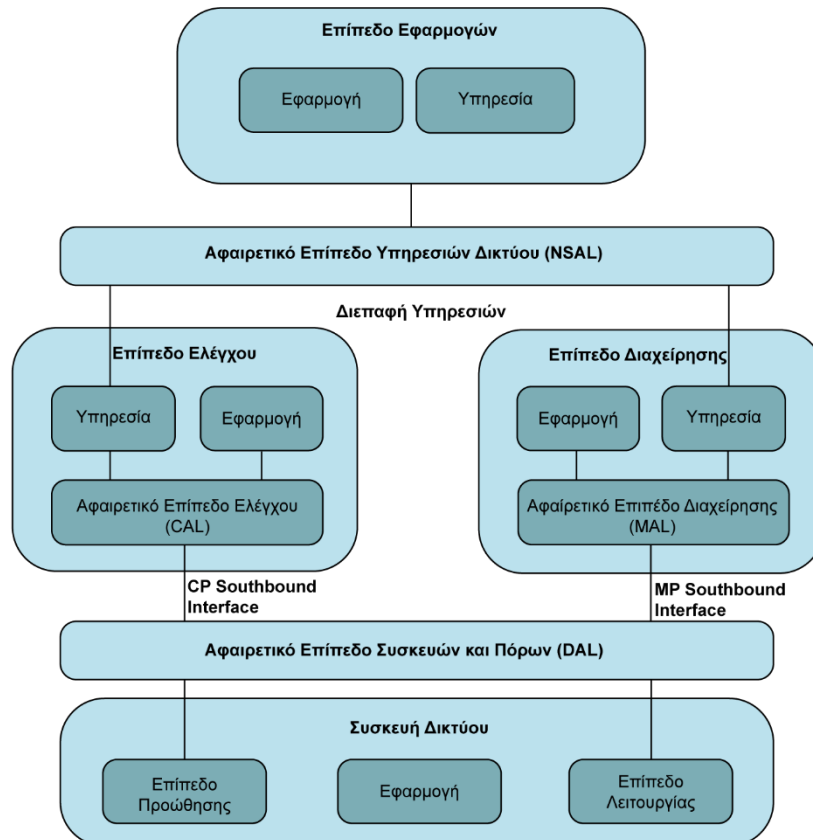 Επίπεδο Εφαρμογών
Εφαρμογή
Υπηρεσία
Αφαιρετικό Επίπεδο Υπηρεσιών Δικτύου (NSAL)
Διεπαφή Υπηρεσιών
Επίπεδο Ελέγχου
Υπηρεσία
Εφαρμογή
Αφαιρετικό Επίπεδο Ελέγχου
(CAL)
Επίπεδο Διαχείρησης
Εφαρμογή
Υπηρεσία
Αφαίρετικό Επιπέδο Διαχείρησης
(MAL)
CP Southbound
Interface
MP Southbound
Interface
Αφαιρετικό Επίπεδο Συσκευών και Πόρων (DAL)
Συσκευή Δικτύου
Επίπεδο
Προώθησης
Εφαρμογή
Επίπεδο
Λειτουργίας